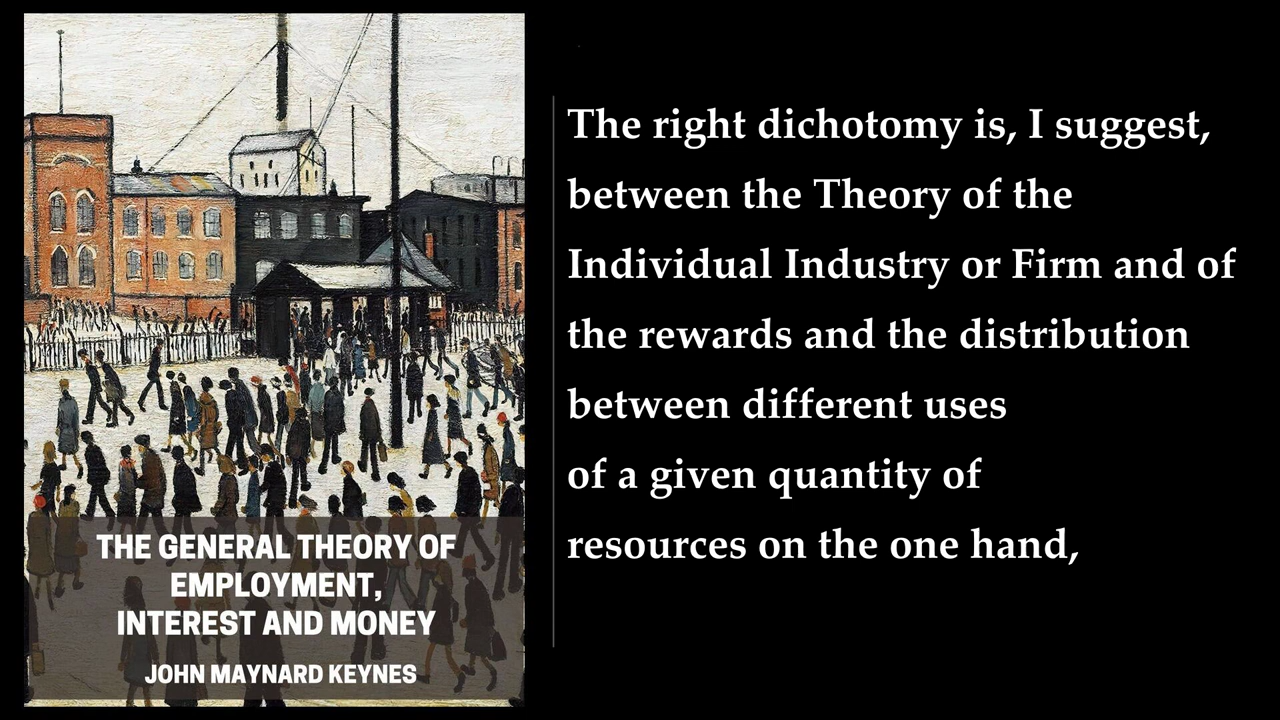 THE GENERAL THEORY OF
EMPLOYMENT,
INTEREST AND MONEY
JOHN MAYNARD KEYNES
The right dichotomy is, I suggest,
between the Theory of the
Individual Industry or Firm and of
the rewards and the distribution
between different uses
of a given quantity of
resources on the one hand,